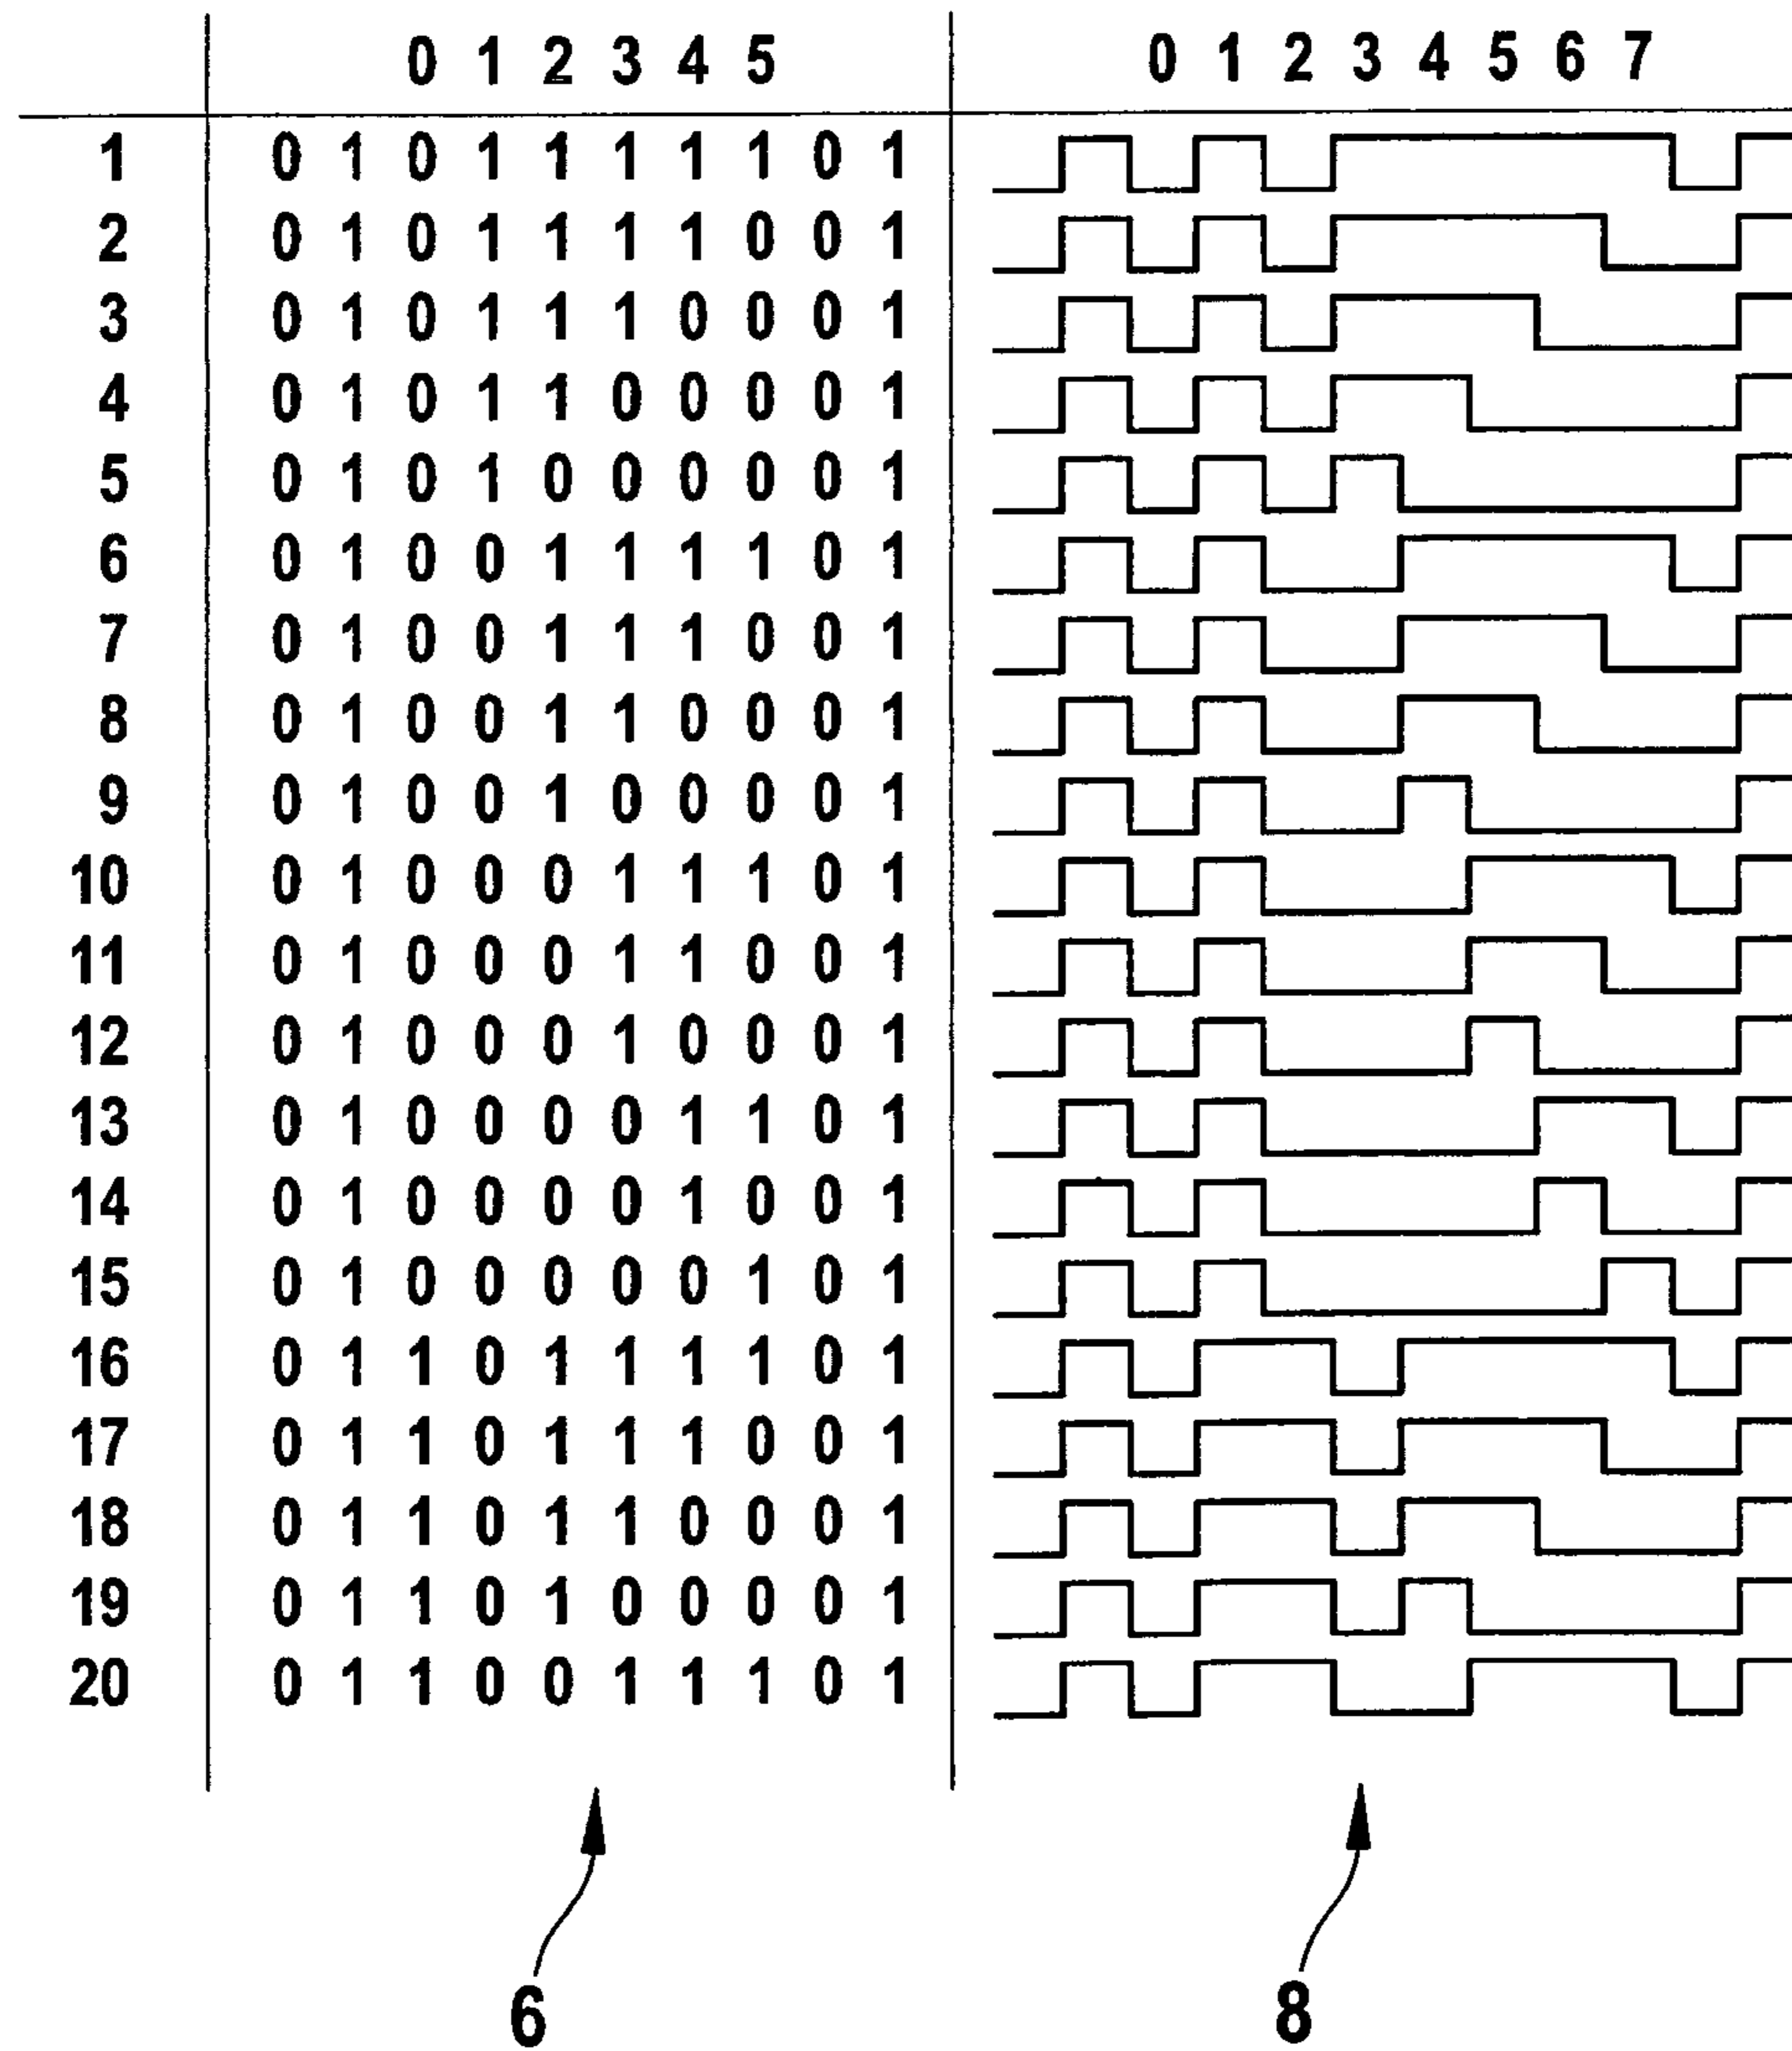 0 1 2 3 4 5 0 1 2 3 4 5 6 7
1 0 1 0 1 1 1 1 1 0 1
2 0 1 0 1 1 1 1 0 0 1
3 0 1 0 1 1 1 0 0 0 1
4 0 1 0 1 1 0 0 0 0 1
5 0 1 0 1 0 0 0 0 0 1
6 0 1 0 0 1 1 1 1 0 1
7 0 1 0 0 1 1 1 0 0 1
8 0 1 0 0 1 1 0 0 0 1
9 0 1 0 0 1 0 0 0 0 1
10 0 1 0 0 0 1 1 1 0 1
11 0 1 0 0 0 1 1 0 0 1
12 0 1 0 0 0 1 0 0 0 1
13 0 1 0 0 0 0 1 1 0 1
14 0 1 0 0 0 0 1 0 0 1
15 0 1 0 0 0 0 0 1 0 1
16 0 1 1 0 1 1 1 1 0 1
17 0 1 1 0 1 1 1 0 0 1
18 0 1 1 0 1 1 0 0 0 1
19 0 1 1 0 1 0 0 0 0 1
20 0 1 1 0 0 1 1 1 0 1
6 8